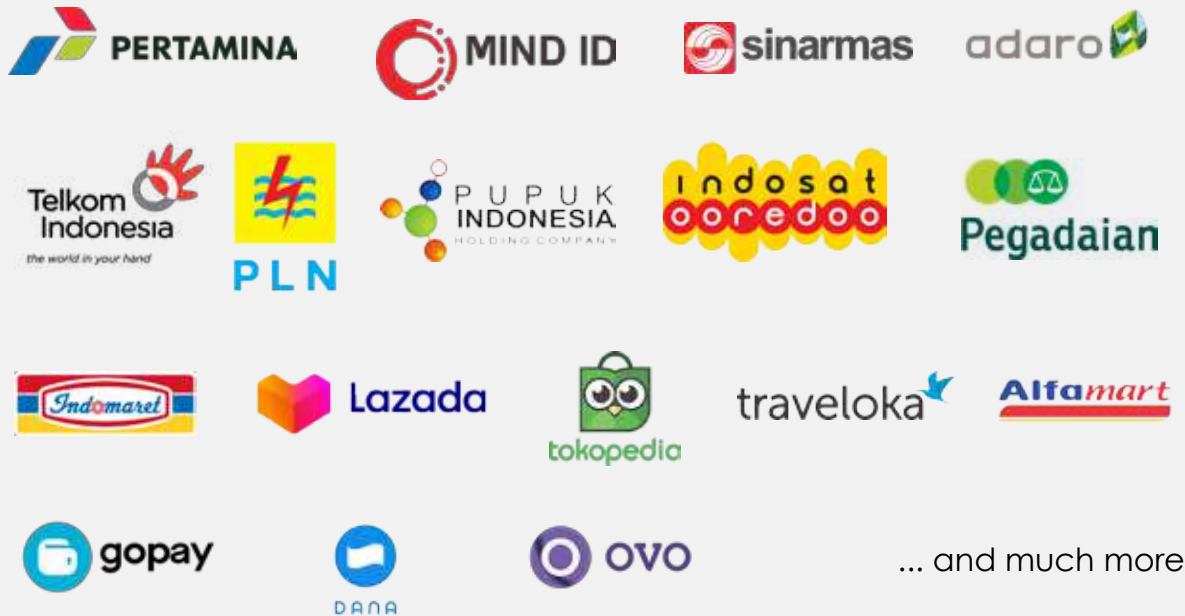 PERTAMINA
MIND ID
sinarmas
adaro
Telkom
Indonesia
the world in your hand
PLN
PUPUK
INDONESIA
HOLDING COMPANY
indosat
ooredoo
Pegadaian
Indomaret
Lazada
tokopedia
traveloka
Alfamart
gopay
DANA
OVO
... and much more